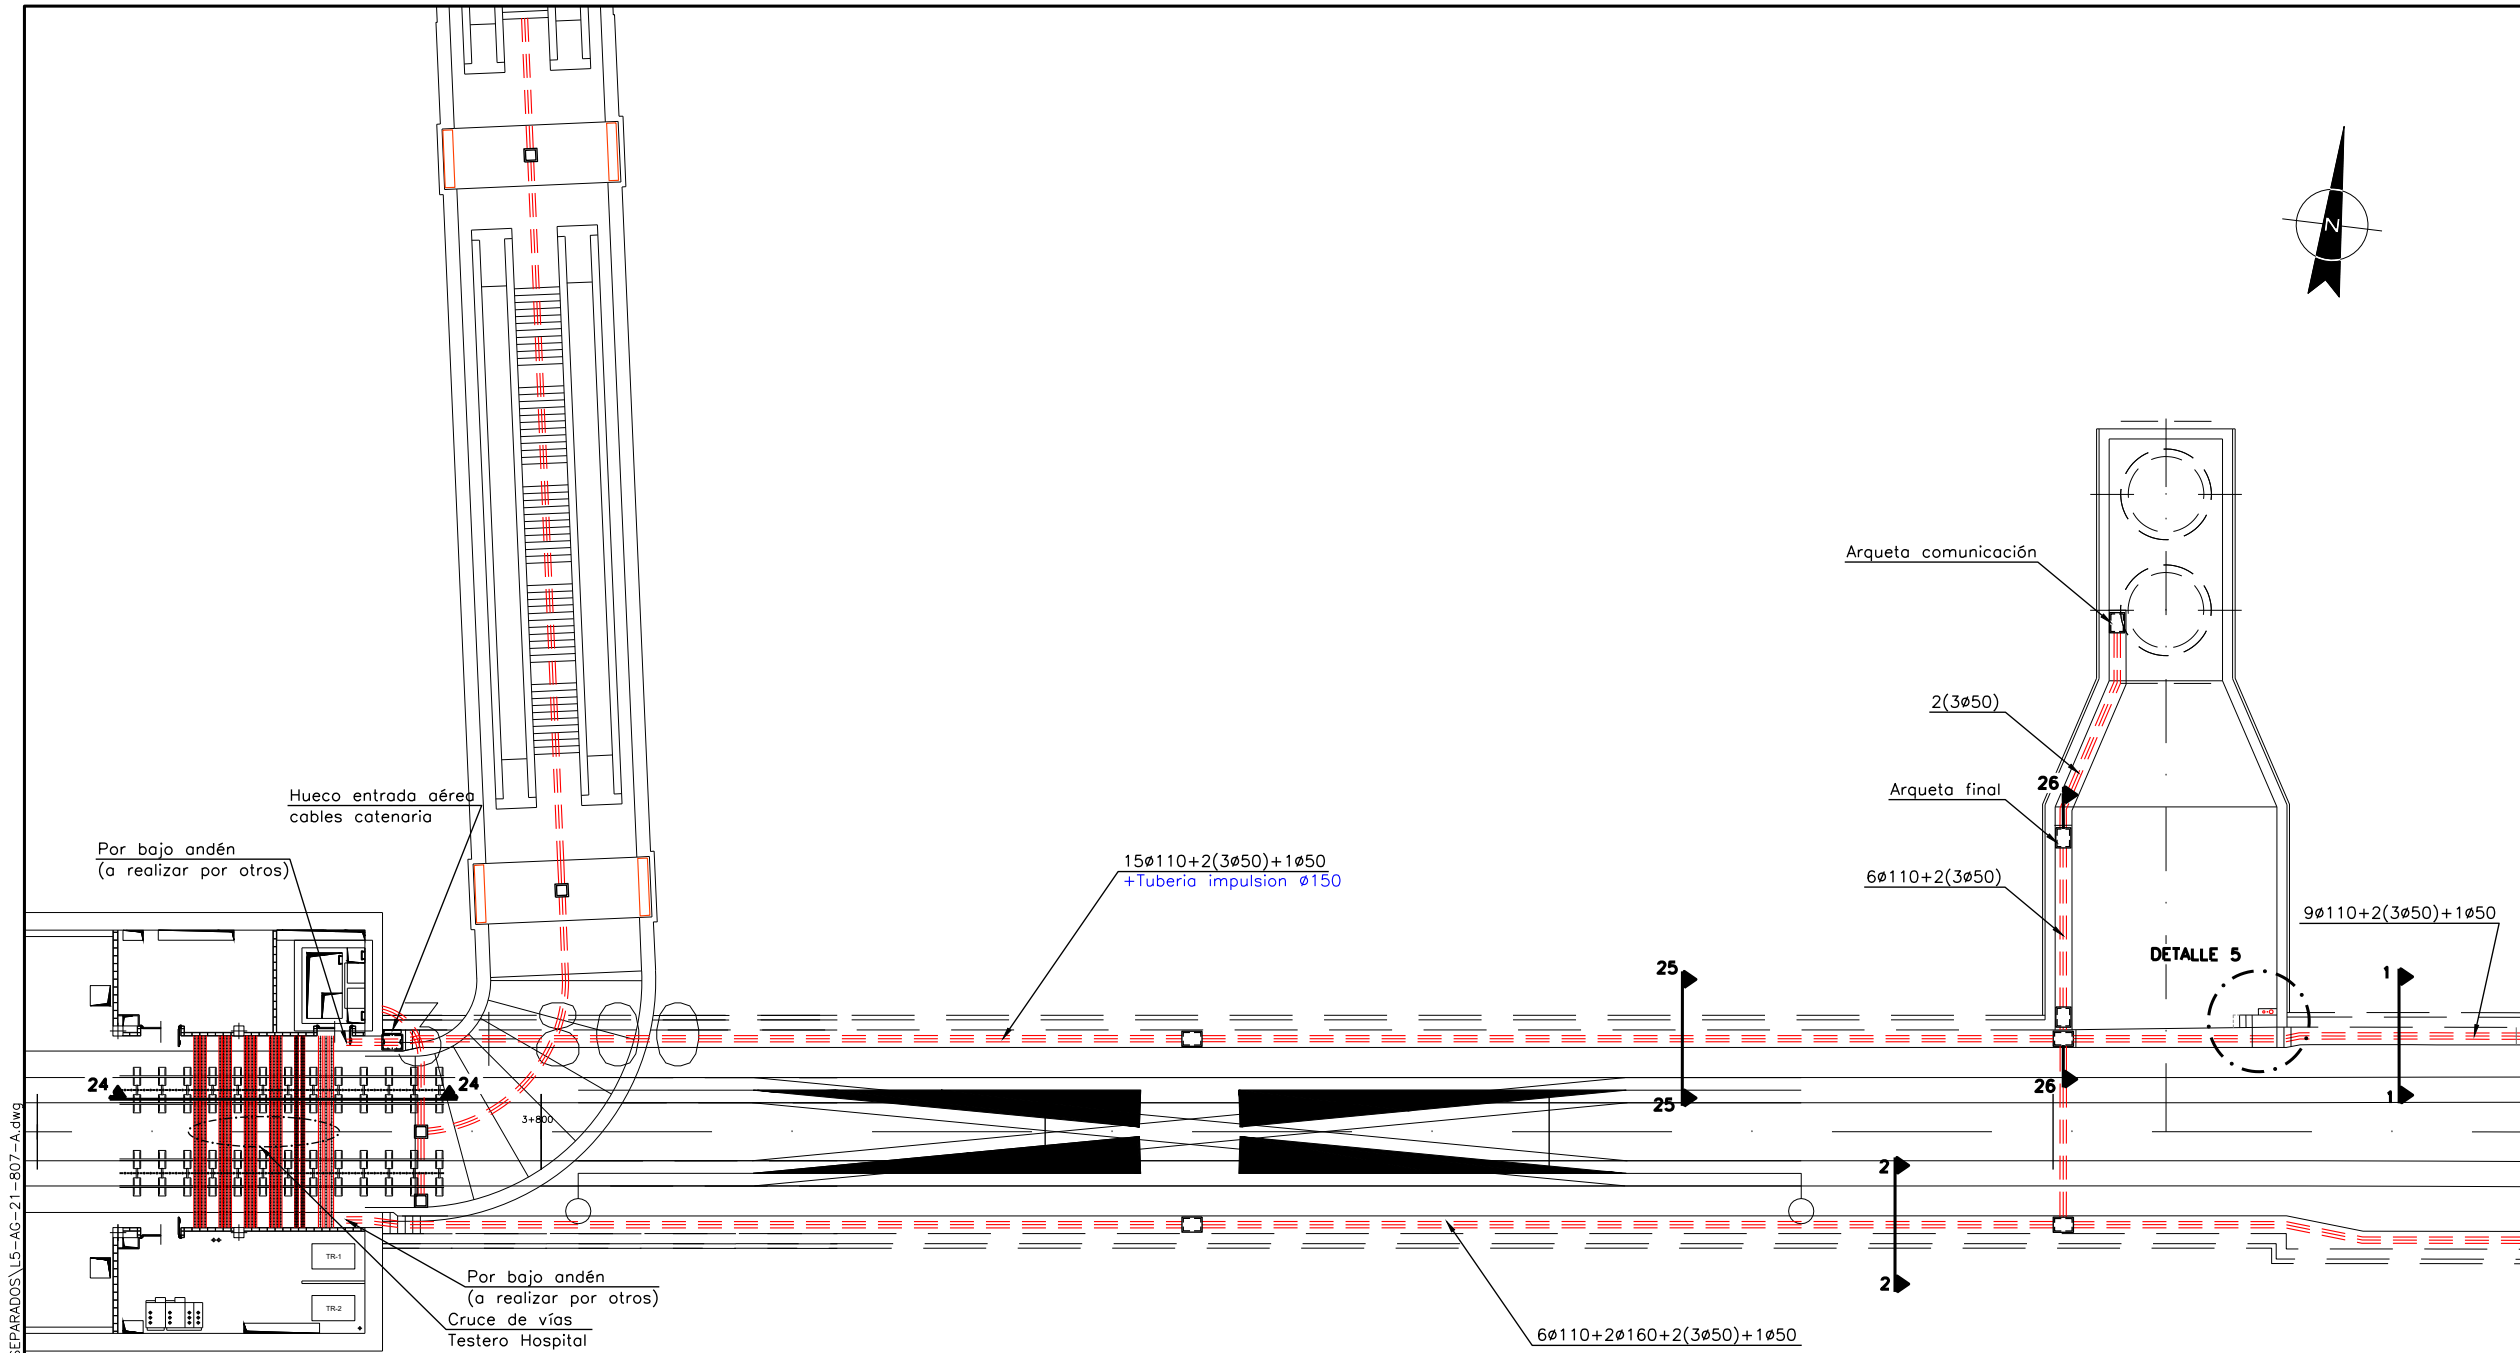 N
Arqueta comunicación
2(3ø50)
26
Arqueta final
Hueco entrada aérea
cables catenaria
Por bajo andén
(a realizar por otros)
15ø110+2(3ø50)+1ø50
+Tuberia impulsion ø150
6ø110+2(3ø50)
9ø110+2(3ø50)+1ø50
DETALLE 5
25
1
24
24
26
25
1
3+800
2
2
TR-1
TR-2
Por bajo andén
(a realizar por otros)
Cruce de vías
Testero Hospital
6ø110+2ø160+2(3ø50)+1ø50
SEPARADOS\L5-AG-21-807-A.dwg